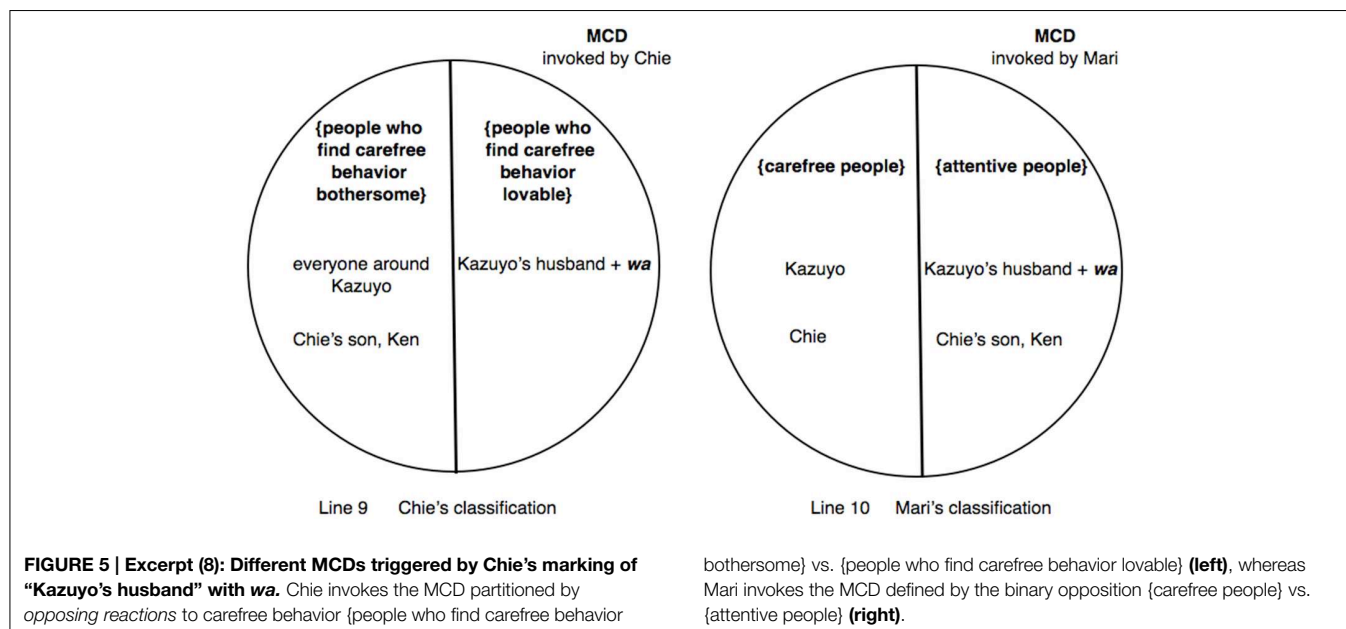 MCD
invoked by Chie
{people who
find carefree
behavior
bothersome}
{people who
find carefree
behavior
lovable}
everyone around
Kazuyo
Kazuyo's husband + wa
Chie's son, Ken
Line 9 Chie's classification
MCD
invoked by Mari
{carefree people}
{attentive people}
Kazuyo
Kazuyo's husband + wa
Chie
Chie's son, Ken
Line 10 Mari's classification
FIGURE 5 | Excerpt (8): Different MCDs triggered by Chie's marking of
"Kazuyo's husband" with wa. Chie invokes the MCD partitioned by
opposing reactions to carefree behavior {people who find carefree behavior
bothersome} vs. {people who find carefree behavior lovable} (left), whereas
Mari invokes the MCD defined by the binary opposition {carefree people} vs.
{attentive people} (right).